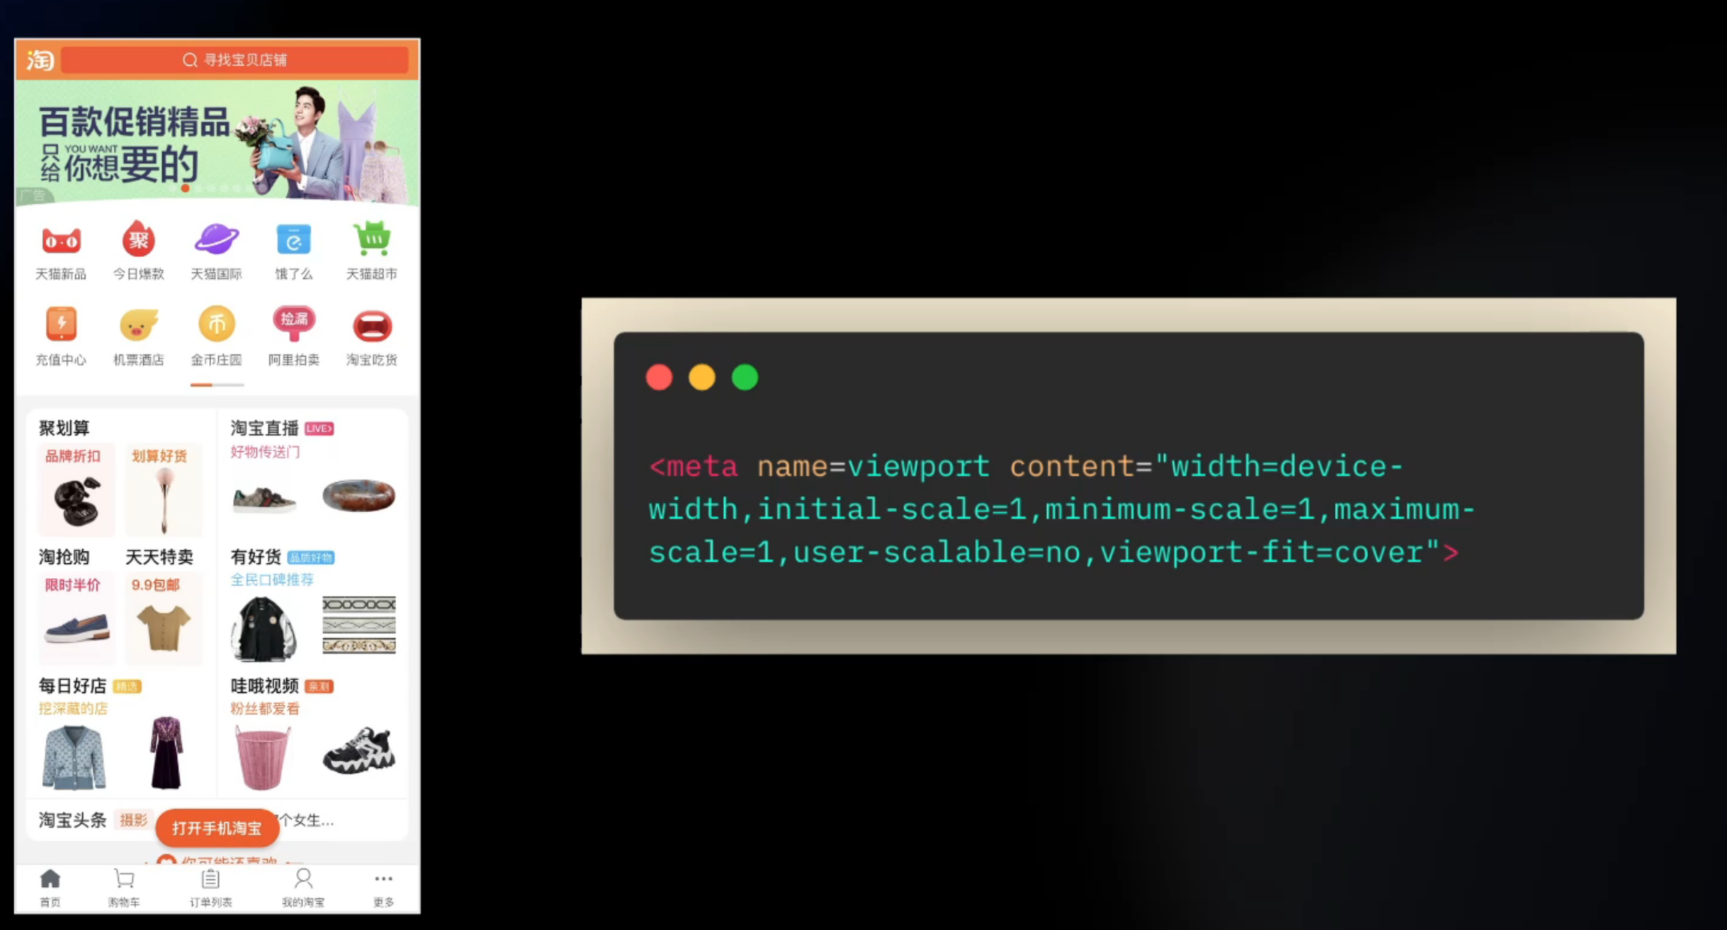 淘 寻找宝贝店铺
百款促销精品
只给 YOU WANT
你想要的
广告
天猫新品 今日爆款 天猫国际 饿了么 天猫超市
充值中心 机票酒店 金币庄园 阿里拍卖 淘宝吃货
聚
币
捡漏
聚划算
品牌折扣 划算好货
淘宝直播 LIVE
好物传送门
淘抢购 天天特卖
限时半价 9.9包邮
有好货 品质好物
全民口碑推荐
每日好店 精选
挖深藏的店
哇哦视频 亲测
粉丝都爱看
淘宝头条 摄影 个女生...
打开手机淘宝
你可能还喜欢
首页 购物车 订单列表 我的淘宝 更多
<meta name=viewport content="width=device-
width,initial-scale=1,minimum-scale=1,maximum-
scale=1,user-scalable=no,viewport-fit=cover">